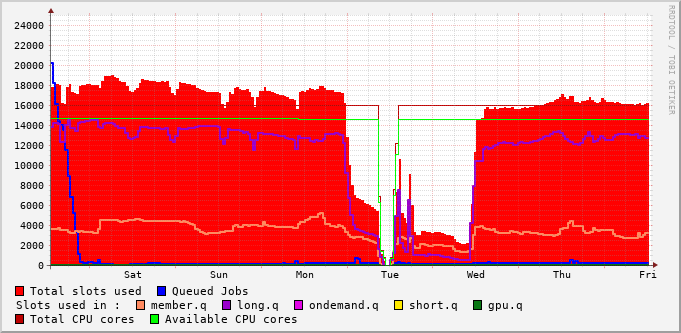 RRDTOOL / TOBI OETIKER
24000
22000
20000
18000
16000
14000
12000
10000
8000
6000
4000
2000
0
Sat Sun Mon Tue Wed Thu Fri
Total slots used Queued Jobs
Slots used in : member.q long.q ondemand.q short.q gpu.q
Total CPU cores Available CPU cores